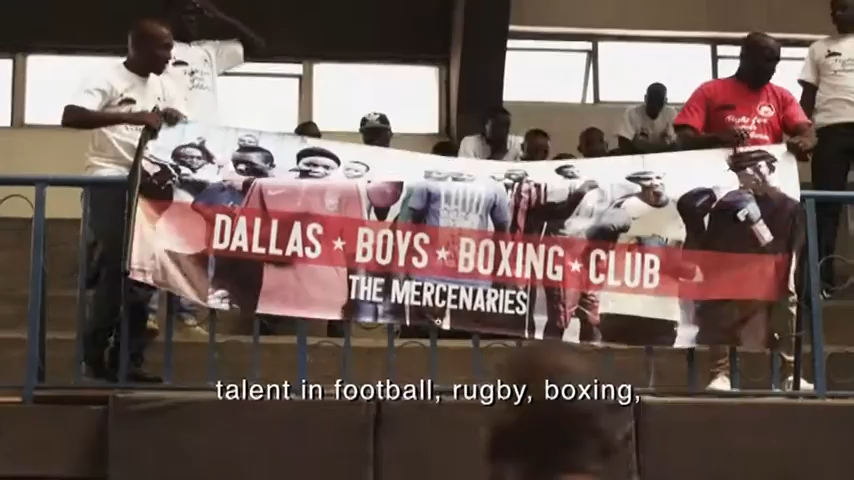 DALLAS ★ BOYS ★ BOXING ★ CLUB
THE MERCENARIES
talent in football, rugby, boxing,